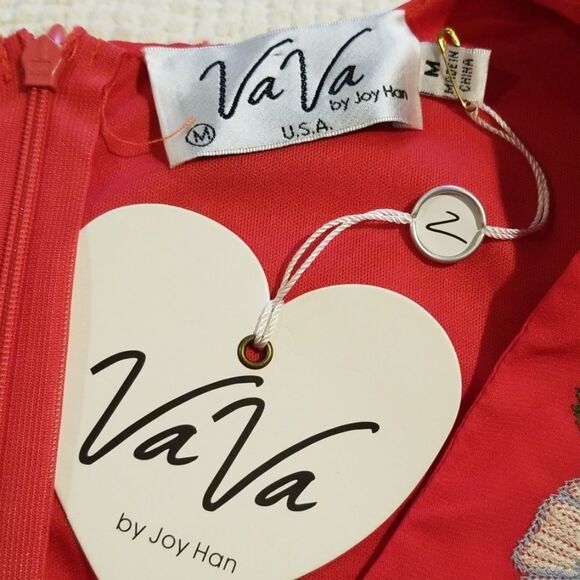 VaVa
by Joy Han
M
U.S.A.
M
MADE IN
CHINA
V
VaVa
by Joy Han